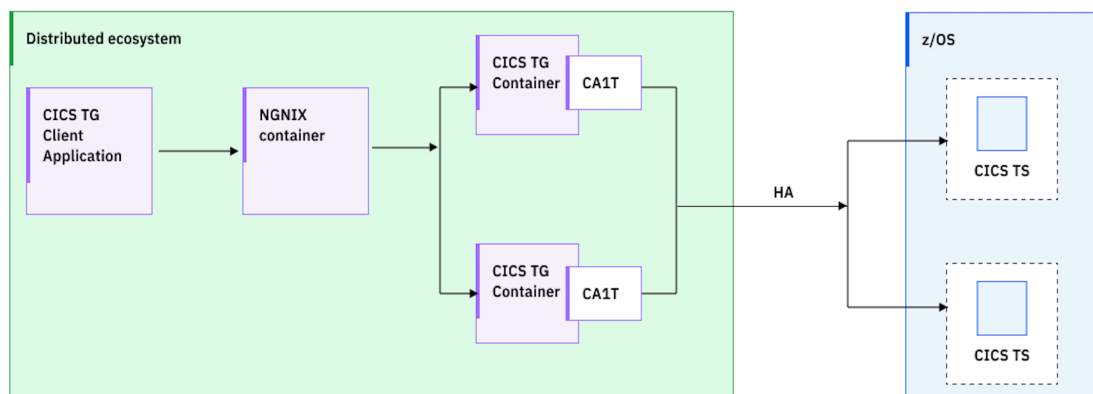 Distributed ecosystem
CICS TG
Client
Application
NGNIX
container
CICS TG
Container
CA1T
CICS TG
Container
CA1T
HA
z/OS
CICS TS
CICS TS